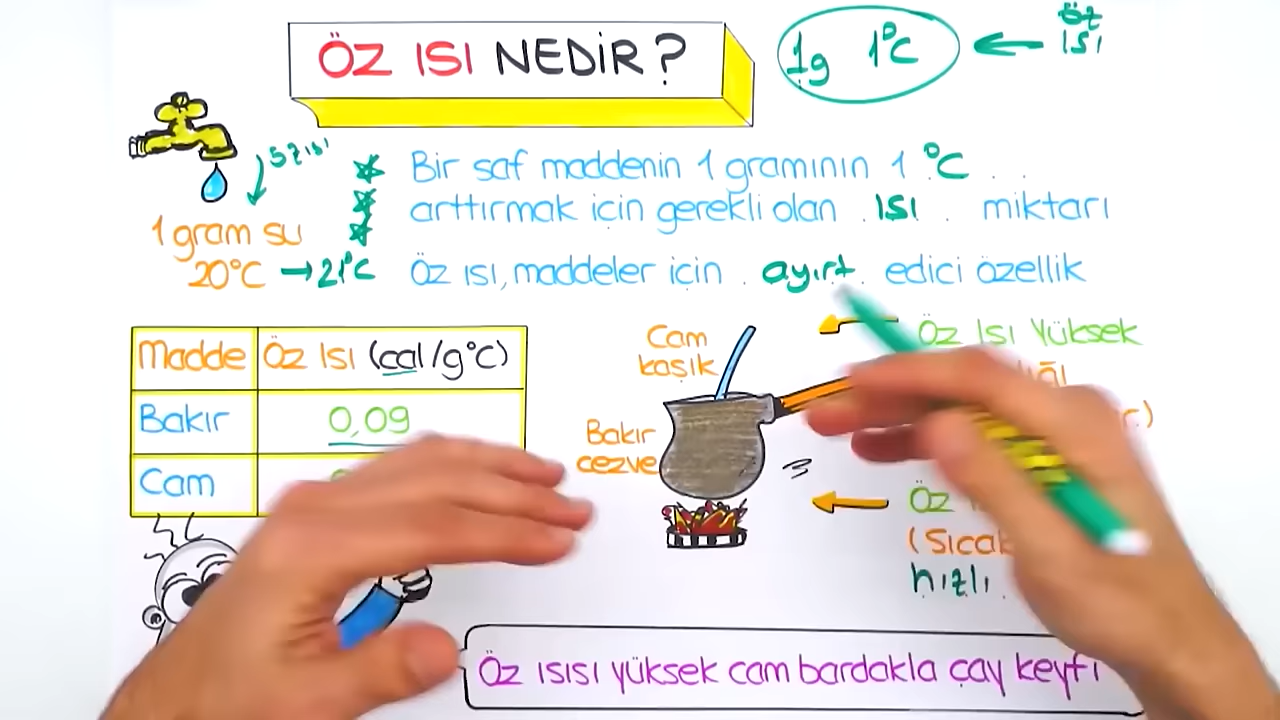 ÖZ ISI NEDİR?
1g 1°C ← öz ısı
öz ısı
Bir saf maddenin 1 gramının 1 °C
arttırmak için gerekli olan ısı miktarı
1 gram su
20°C → 21°C
Öz ısı, maddeler için ayırt edici özellik
Madde Öz Isı (cal/g°C)
Bakır 0,09
Cam
Cam
kaşık
Bakır
cezve
Öz Isı Yüksek
Öz
(Sıcak
hızlı
Öz ısısı yüksek cam bardakla çay keyfi